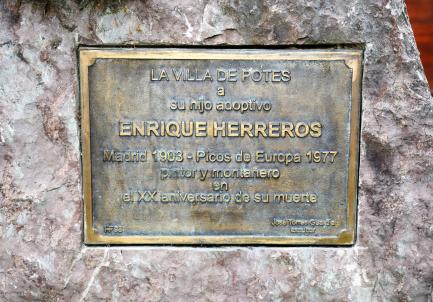 LA VILLA DE POTES
a
su hijo adoptivo
ENRIQUE HERREROS
Madrid 1903 - Picos de Europa 1977
pintor y montañero
en
el XX aniversario de su muerte